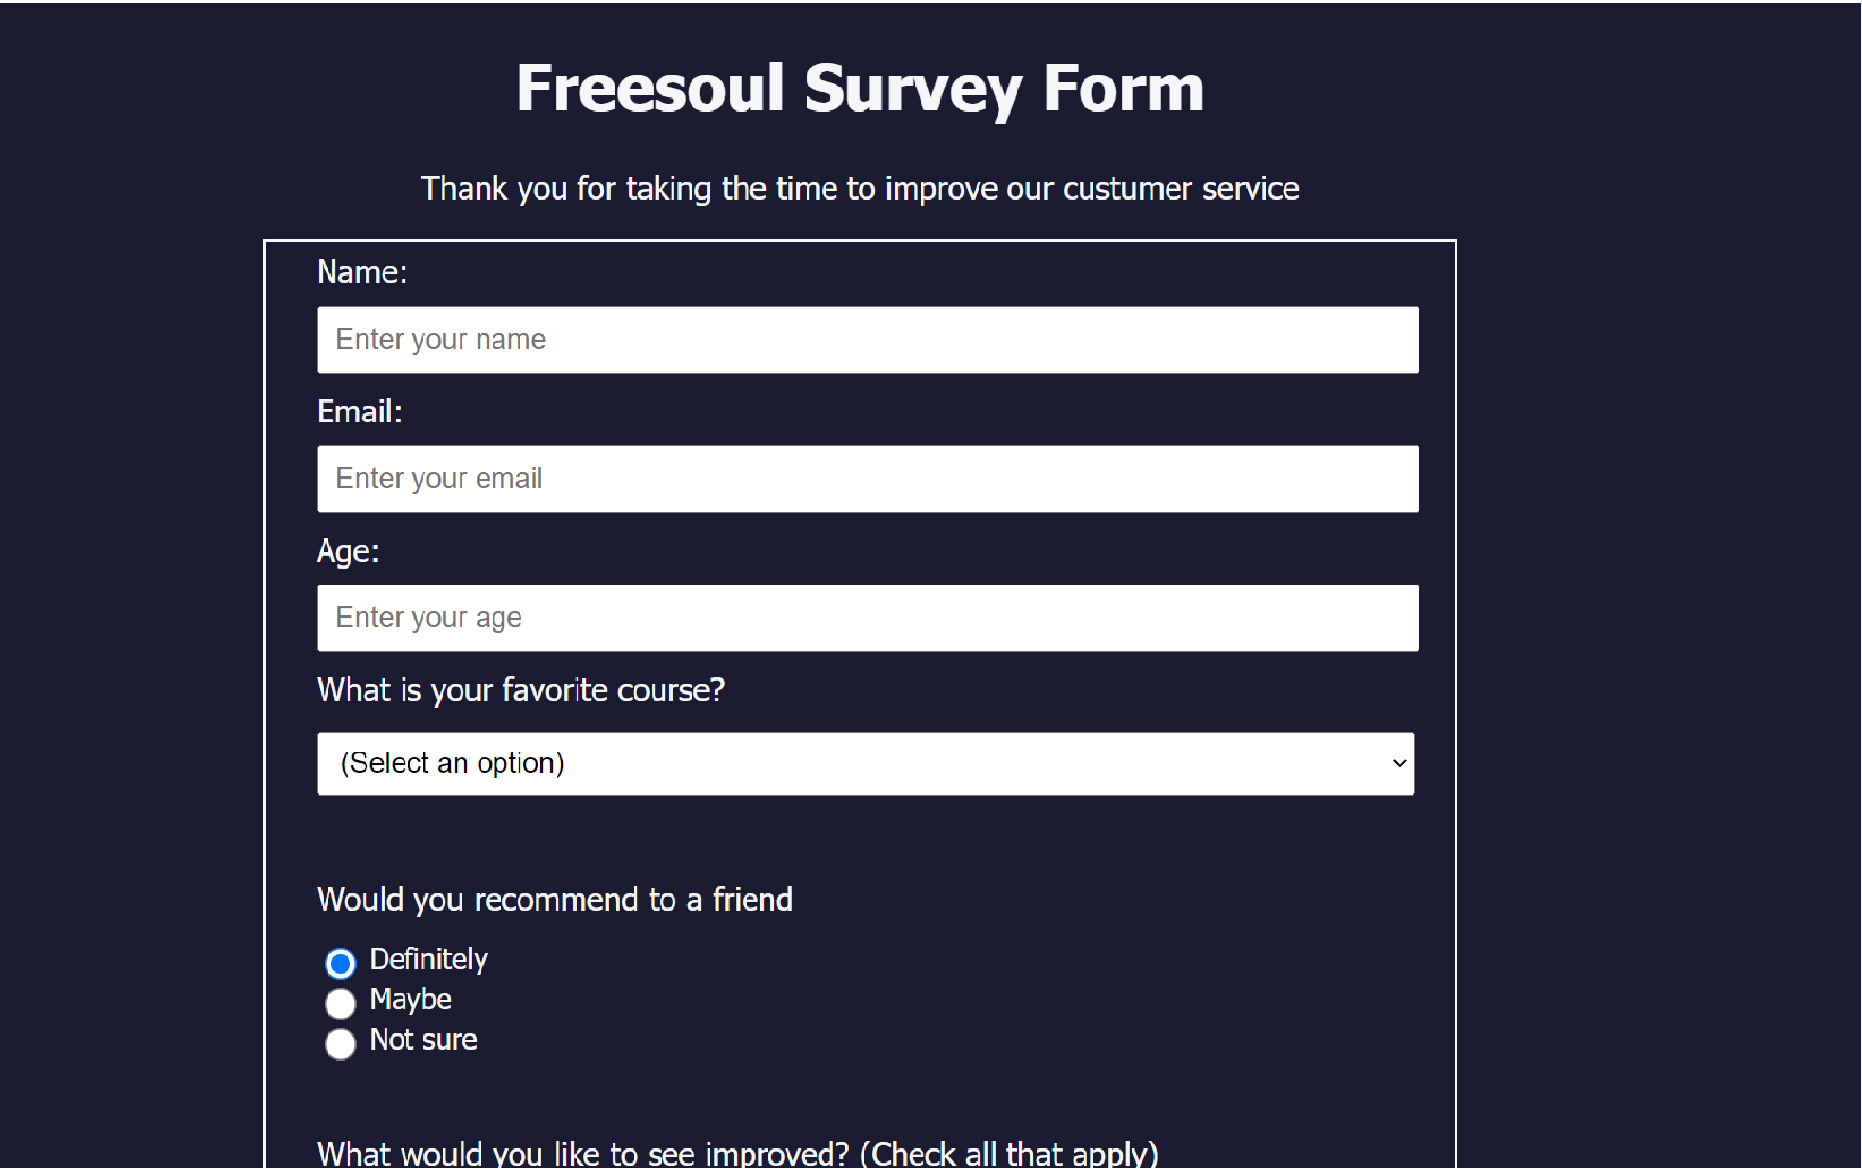 Freesoul Survey Form
Thank you for taking the time to improve our custumer service
Name:
Enter your name
Email:
Enter your email
Age:
Enter your age
What is your favorite course?
(Select an option)
Would you recommend to a friend
Definitely
Maybe
Not sure
What would you like to see improved? (Check all that apply)